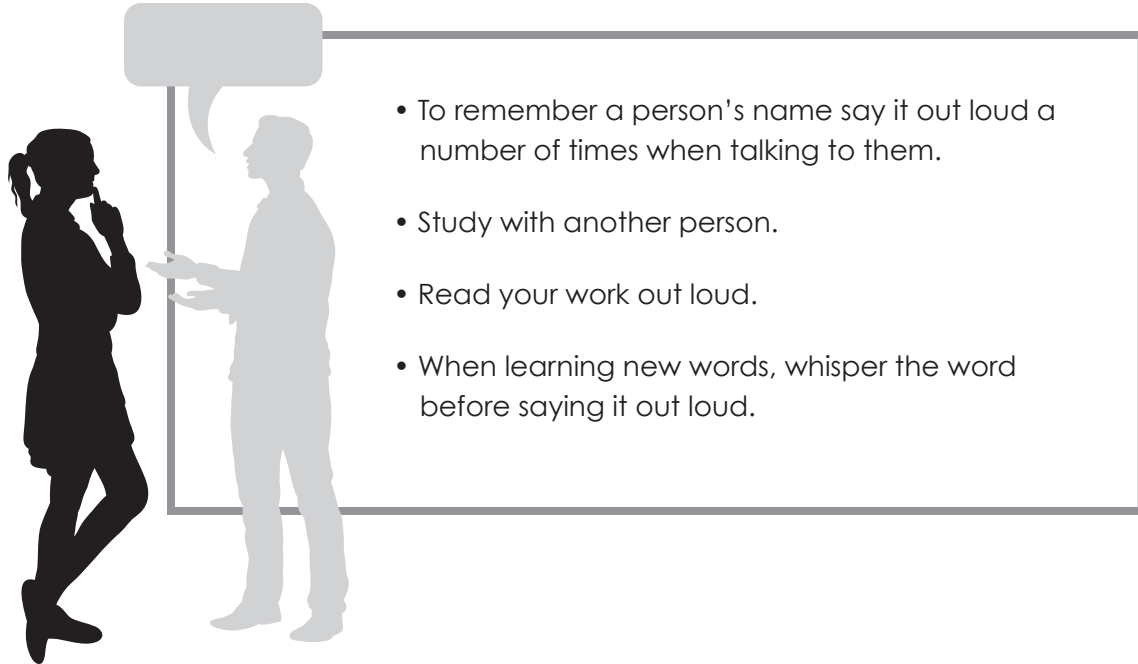 • To remember a person’s name say it out loud a
number of times when talking to them.
• Study with another person.
• Read your work out loud.
• When learning new words, whisper the word
before saying it out loud.